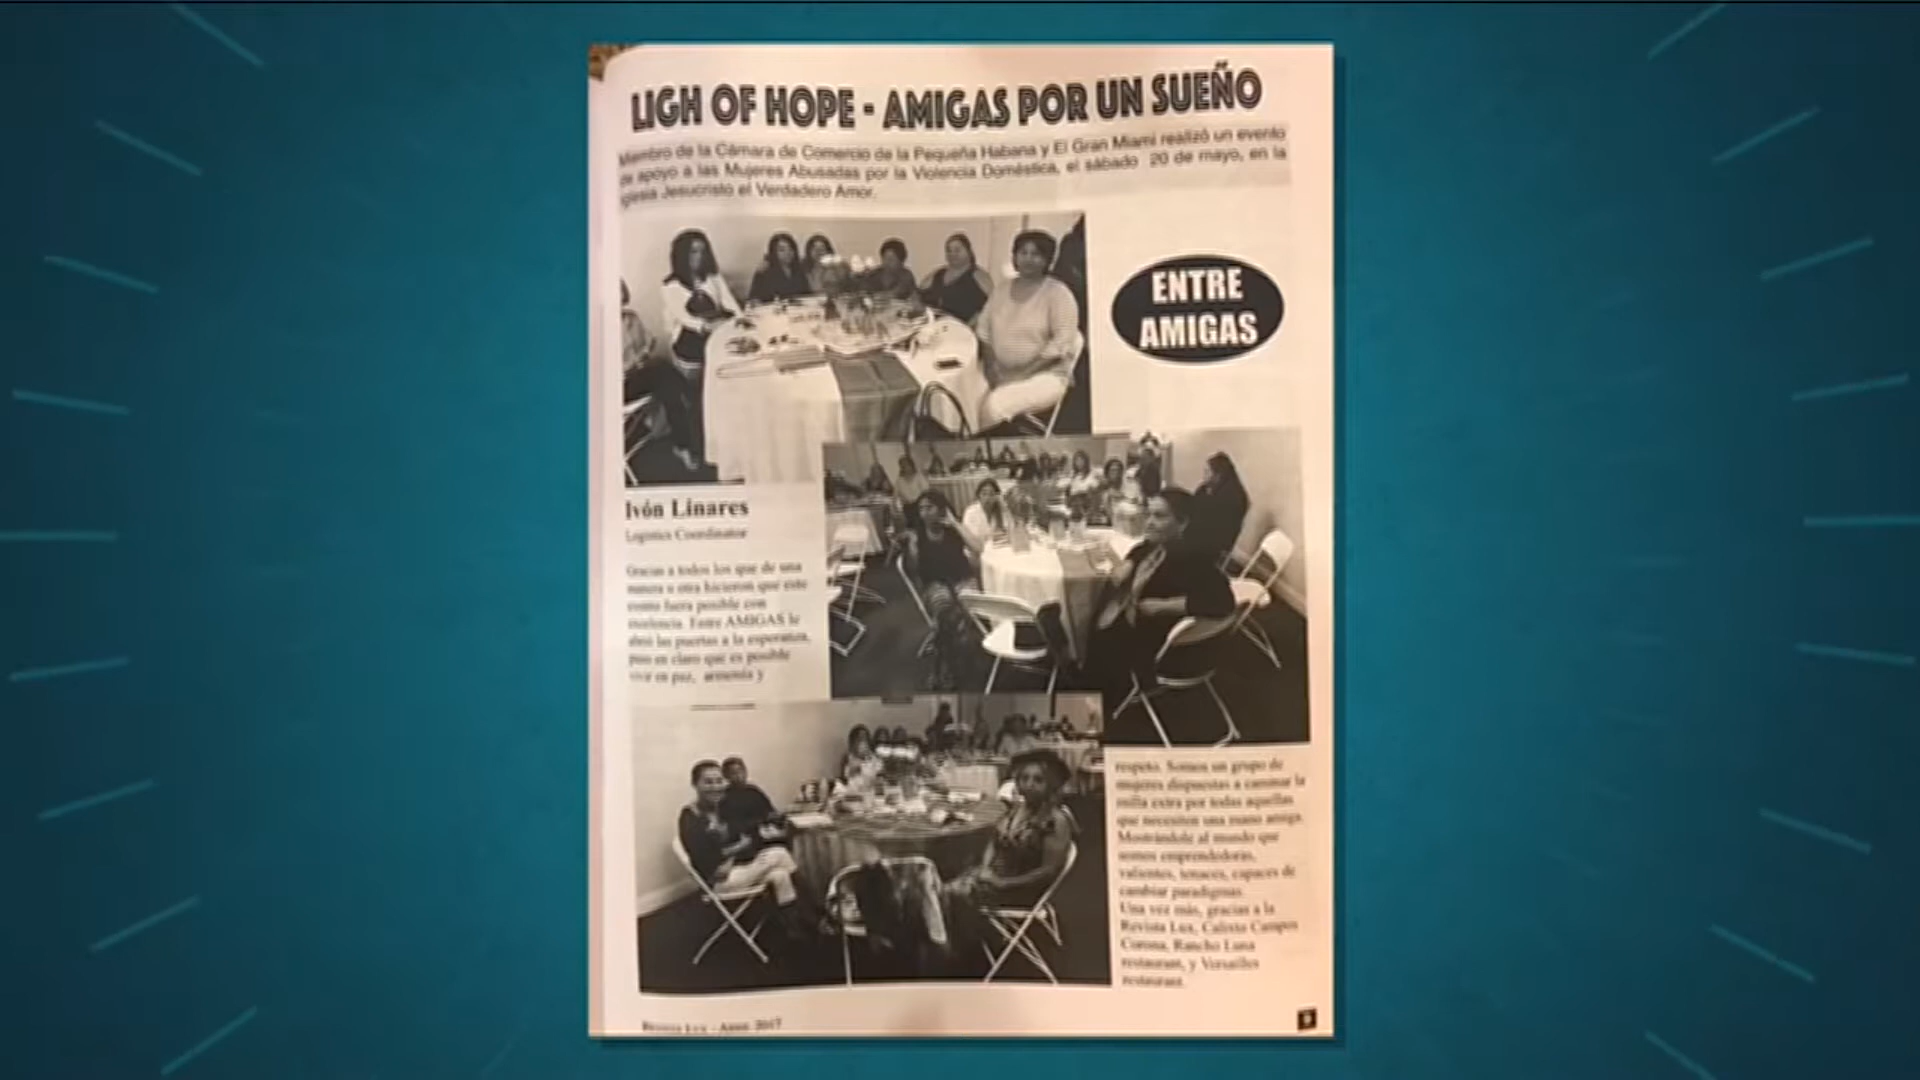 LIGH OF HOPE - AMIGAS POR UN SUEÑO
Miembro de la Cámara de Comercio de la Pequeña Habana y El Gran Miami realizó un evento
de apoyo a las Mujeres Abusadas por la Violencia Doméstica, el sábado 20 de mayo, en la
Iglesia Jesucristo el Verdadero Amor.
ENTRE
AMIGAS
Ivón Linares
Logistics Coordinator
Gracias a todos los que de una
manera u otra hicieron que este
evento fuera posible con
excelencia. Entre AMIGAS le
abrió las puertas a la esperanza,
puso en claro que es posible
vivir en paz, armonía y
respeto. Somos un grupo de
mujeres dispuestas a caminar la
milla extra por todas aquellas
que necesiten una mano amiga.
Mostrándole al mundo que
somos emprendedoras,
valientes, tenaces, capaces de
cambiar paradigmas.
Una vez más, gracias a la
Revista Lux, Calixto Campos
Corona, Rancho Luna
restaurant, y Versailles
restaurant.
Revista Lux - 2017
9